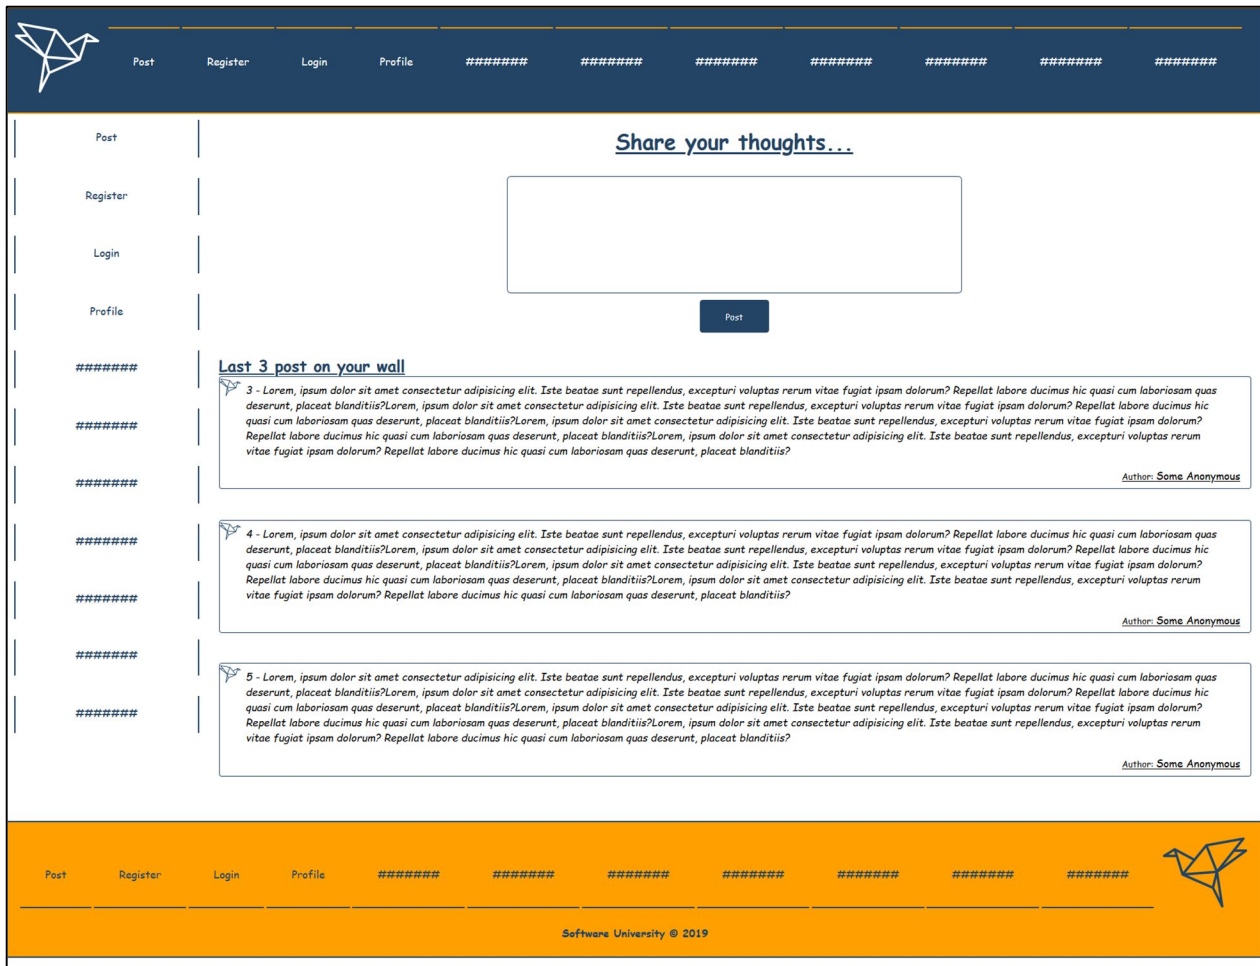 Post Register Login Profile ####### ####### ####### ####### ####### ####### #######
Post
Register
Login
Profile
#######
#######
#######
#######
#######
#######
#######
Share your thoughts...
Post
Last 3 post on your wall
3 - Lorem, ipsum dolor sit amet consectetur adipisicing elit. Iste beatae sunt repellendus, excepturi voluptas rerum vitae fugiat ipsam dolorum? Repellat labore ducimus hic quasi cum laboriosam quas
deserunt, placeat blanditiis?Lorem, ipsum dolor sit amet consectetur adipisicing elit. Iste beatae sunt repellendus, excepturi voluptas rerum vitae fugiat ipsam dolorum? Repellat labore ducimus hic
quasi cum laboriosam quas deserunt, placeat blanditiis?Lorem, ipsum dolor sit amet consectetur adipisicing elit. Iste beatae sunt repellendus, excepturi voluptas rerum vitae fugiat ipsam dolorum?
Repellat labore ducimus hic quasi cum laboriosam quas deserunt, placeat blanditiis?Lorem, ipsum dolor sit amet consectetur adipisicing elit. Iste beatae sunt repellendus, excepturi voluptas rerum
vitae fugiat ipsam dolorum? Repellat labore ducimus hic quasi cum laboriosam quas deserunt, placeat blanditiis?
Author: Some Anonymous
4 - Lorem, ipsum dolor sit amet consectetur adipisicing elit. Iste beatae sunt repellendus, excepturi voluptas rerum vitae fugiat ipsam dolorum? Repellat labore ducimus hic quasi cum laboriosam quas
deserunt, placeat blanditiis?Lorem, ipsum dolor sit amet consectetur adipisicing elit. Iste beatae sunt repellendus, excepturi voluptas rerum vitae fugiat ipsam dolorum? Repellat labore ducimus hic
quasi cum laboriosam quas deserunt, placeat blanditiis?Lorem, ipsum dolor sit amet consectetur adipisicing elit. Iste beatae sunt repellendus, excepturi voluptas rerum vitae fugiat ipsam dolorum?
Repellat labore ducimus hic quasi cum laboriosam quas deserunt, placeat blanditiis?Lorem, ipsum dolor sit amet consectetur adipisicing elit. Iste beatae sunt repellendus, excepturi voluptas rerum
vitae fugiat ipsam dolorum? Repellat labore ducimus hic quasi cum laboriosam quas deserunt, placeat blanditiis?
Author: Some Anonymous
5 - Lorem, ipsum dolor sit amet consectetur adipisicing elit. Iste beatae sunt repellendus, excepturi voluptas rerum vitae fugiat ipsam dolorum? Repellat labore ducimus hic quasi cum laboriosam quas
deserunt, placeat blanditiis?Lorem, ipsum dolor sit amet consectetur adipisicing elit. Iste beatae sunt repellendus, excepturi voluptas rerum vitae fugiat ipsam dolorum? Repellat labore ducimus hic
quasi cum laboriosam quas deserunt, placeat blanditiis?Lorem, ipsum dolor sit amet consectetur adipisicing elit. Iste beatae sunt repellendus, excepturi voluptas rerum vitae fugiat ipsam dolorum?
Repellat labore ducimus hic quasi cum laboriosam quas deserunt, placeat blanditiis?Lorem, ipsum dolor sit amet consectetur adipisicing elit. Iste beatae sunt repellendus, excepturi voluptas rerum
vitae fugiat ipsam dolorum? Repellat labore ducimus hic quasi cum laboriosam quas deserunt, placeat blanditiis?
Author: Some Anonymous
Post Register Login Profile ####### ####### ####### ####### ####### ####### #######
Software University © 2019